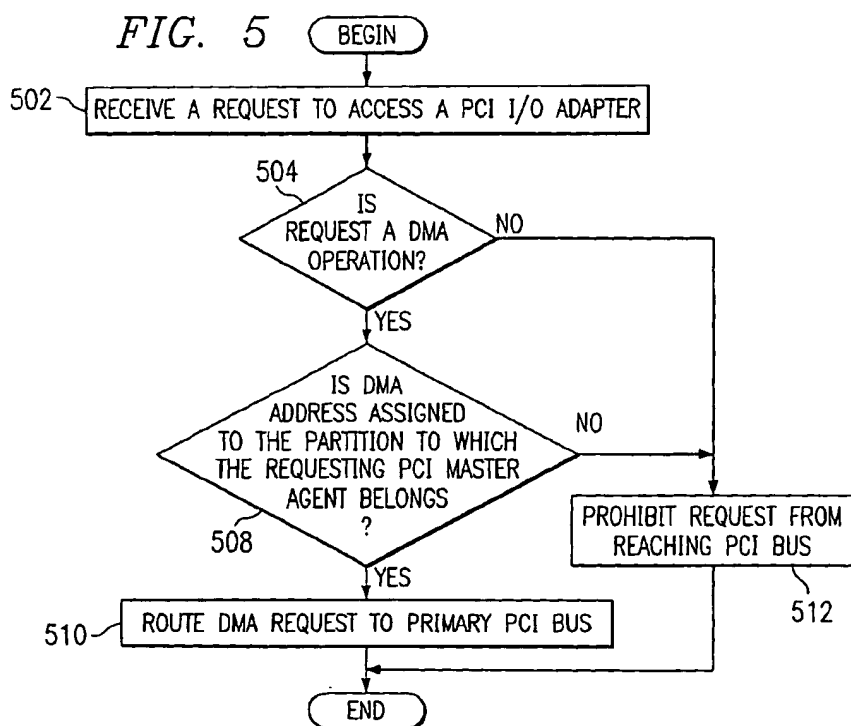 FIG. 5
BEGIN
502
RECEIVE A REQUEST TO ACCESS A PCI I/O ADAPTER
504
IS
REQUEST A DMA
OPERATION?
NO
YES
IS DMA
ADDRESS ASSIGNED
TO THE PARTITION TO WHICH
THE REQUESTING PCI MASTER
AGENT BELONGS
?
NO
508
YES
PROHIBIT REQUEST FROM
REACHING PCI BUS
512
510
ROUTE DMA REQUEST TO PRIMARY PCI BUS
END